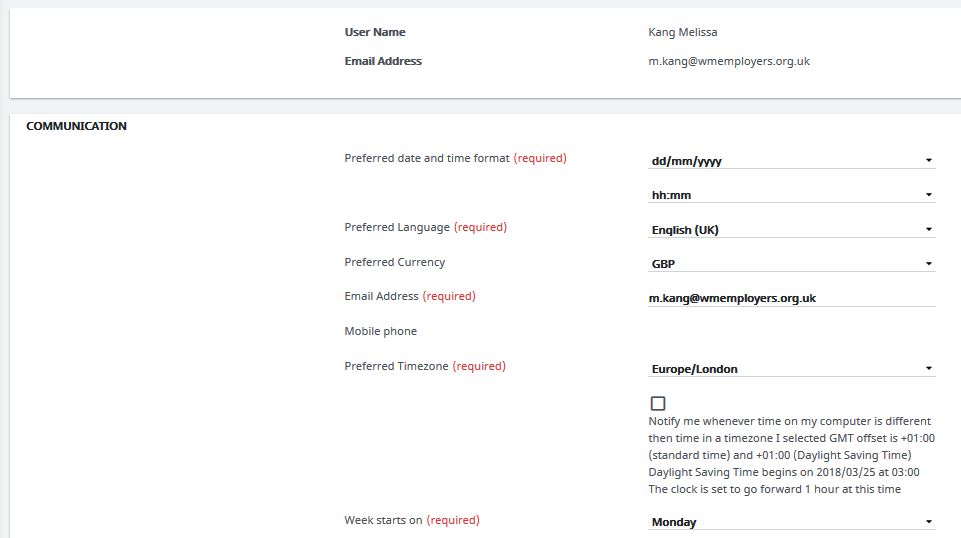 User Name Kang Melissa
Email Address m.kang@wmemployers.org.uk
COMMUNICATION
Preferred date and time format (required) dd/mm/yyyy
hh:mm
Preferred Language (required) English (UK)
Preferred Currency GBP
Email Address (required) m.kang@wmemployers.org.uk
Mobile phone
Preferred Timezone (required) Europe/London
Notify me whenever time on my computer is different
then time in a timezone I selected GMT offset is +01:00
(standard time) and +01:00 (Daylight Saving Time)
Daylight Saving Time begins on 2018/03/25 at 03:00
The clock is set to go forward 1 hour at this time
Week starts on (required) Monday